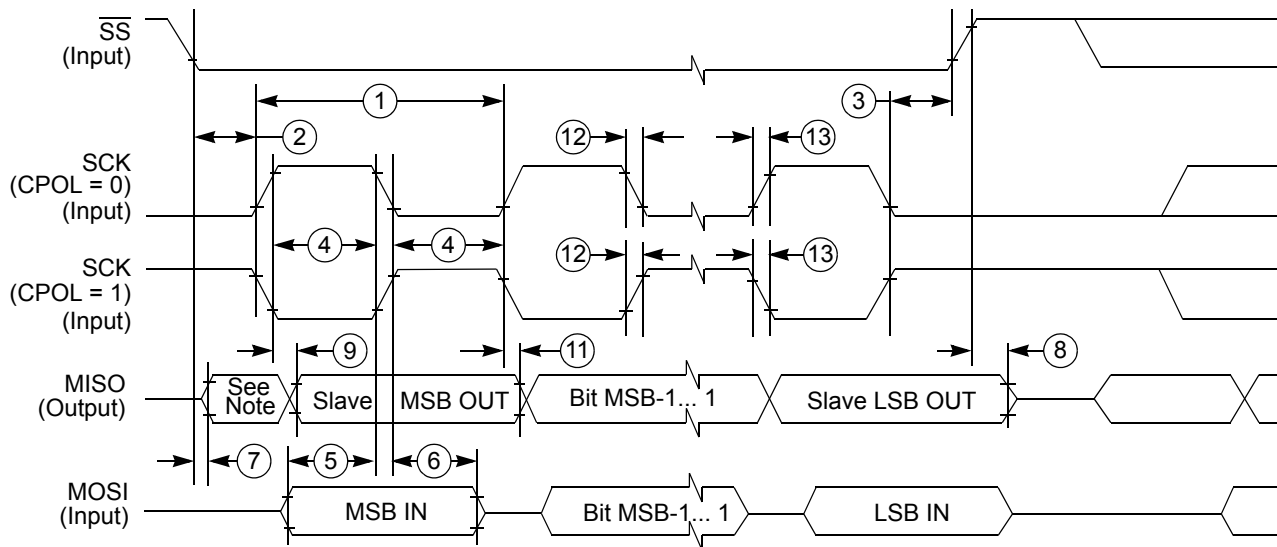 SS
(Input)
1
3
2
12
13
SCK
(CPOL = 0)
(Input)
4
4
SCK
(CPOL = 1)
(Input)
12
13
9
11
8
MISO
(Output)
See
Note
Slave
MSB OUT
Bit MSB-1... 1
Slave LSB OUT
7
5
6
MOSI
(Input)
MSB IN
Bit MSB-1... 1
LSB IN